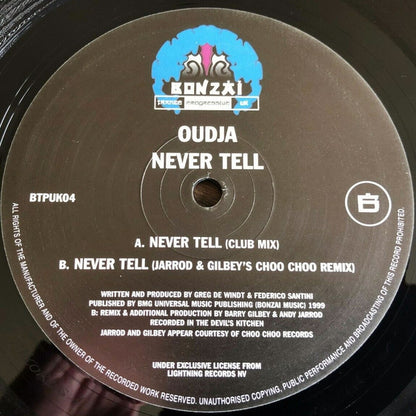 BONZAI
TRANCE PROGRESSIVE UK
OUDJA
NEVER TELL
BTPUK04
B
A. NEVER TELL (CLUB MIX)
B. NEVER TELL (JARROD & GILBEY'S CHOO CHOO REMIX)
WRITTEN AND PRODUCED BY GREG DE WINDT & FEDERICO SANTINI
PUBLISHED BY BMG UNIVERSAL MUSIC PUBLISHING (BONZAI MUSIC) 1999
B: REMIX & ADDITIONAL PRODUCTION BY BARRY GILBEY & ANDY JARROD
RECORDED IN THE DEVIL'S KITCHEN
JARROD AND GILBEY APPEAR COURTESY OF CHOO CHOO RECORDS
UNDER EXCLUSIVE LICENSE FROM
LIGHTNING RECORDS NV
ALL RIGHTS OF THE MANUFACTURER AND OF THE OWNER OF THE RECORDED WORK RESERVED. UNAUTHORISED COPYING, PUBLIC PERFORMANCE AND BROADCASTING OF THIS RECORD PROHIBITED.